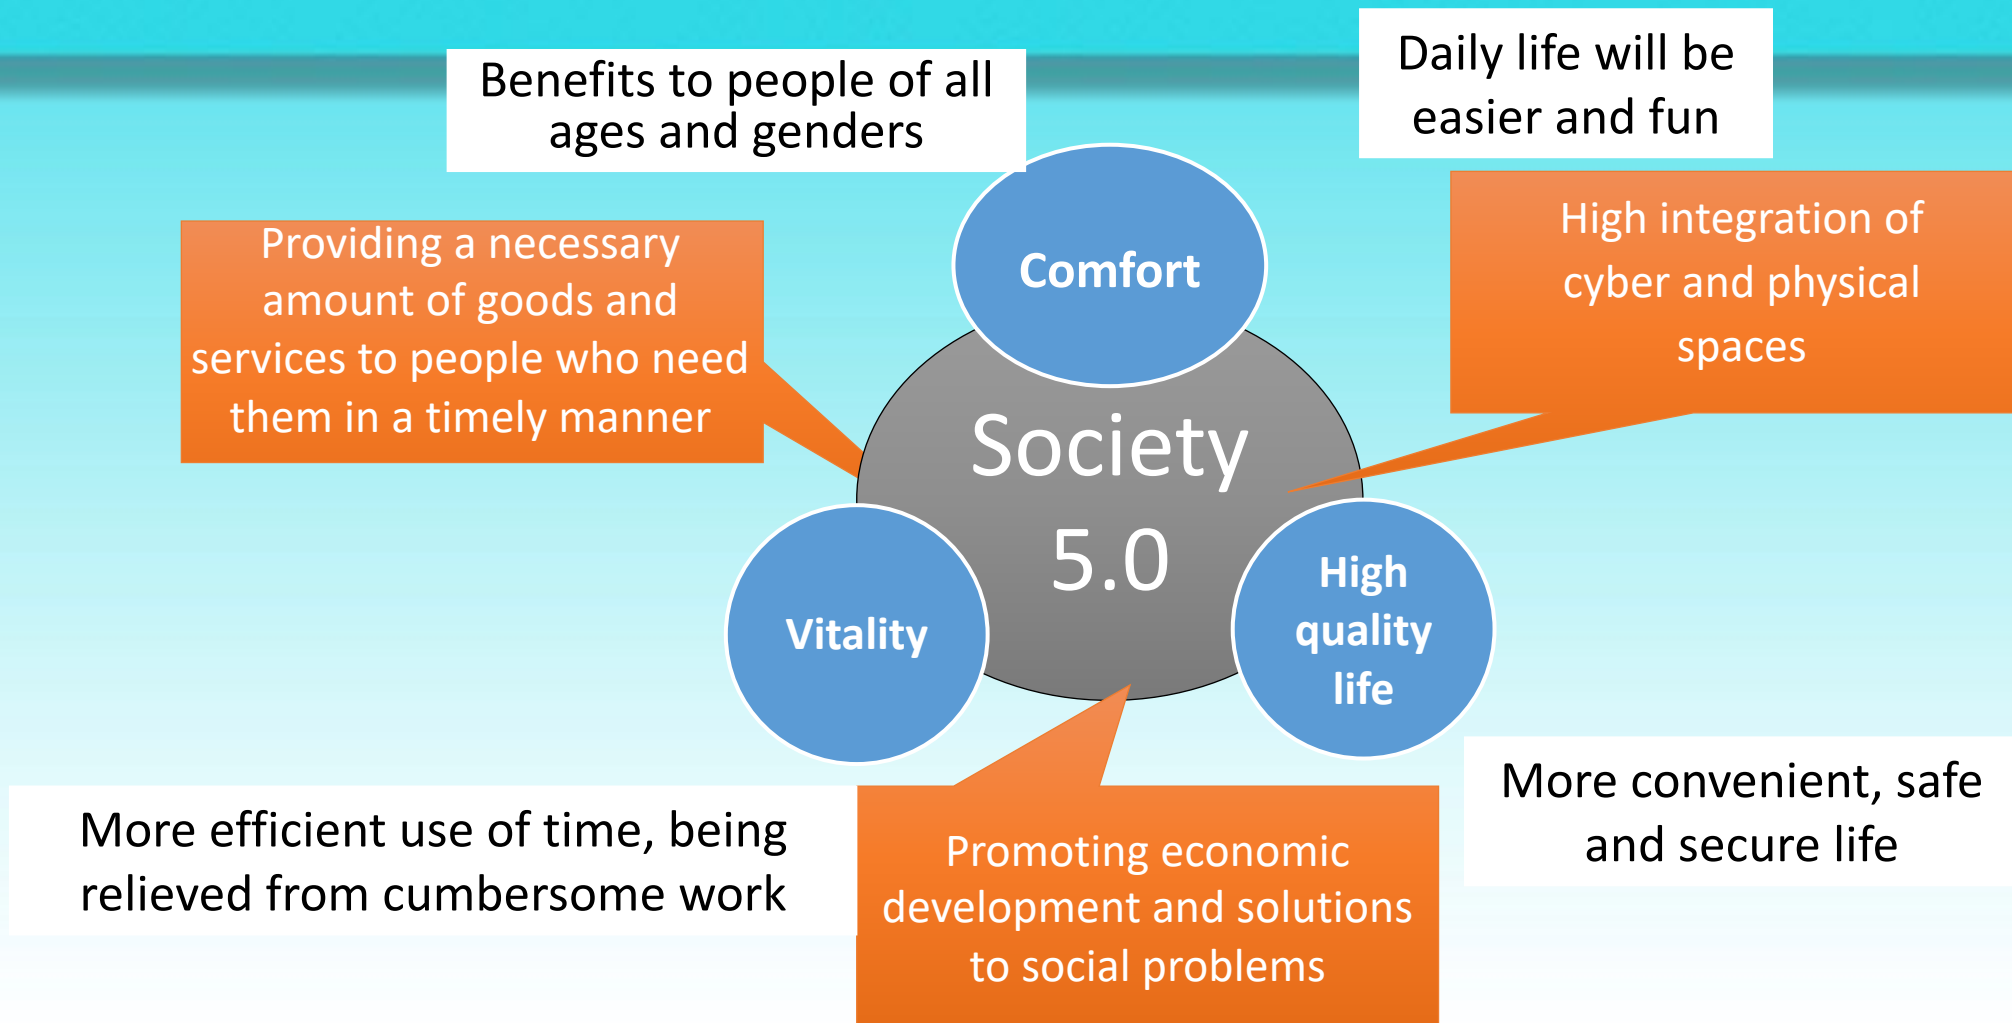 Benefits to people of all
ages and genders
Daily life will be
easier and fun
Providing a necessary
amount of goods and
services to people who need
them in a timely manner
Comfort
High integration of
cyber and physical
spaces
Society
5.0
Vitality
High
quality
life
More efficient use of time, being
relieved from cumbersome work
Promoting economic
development and solutions
to social problems
More convenient, safe
and secure life